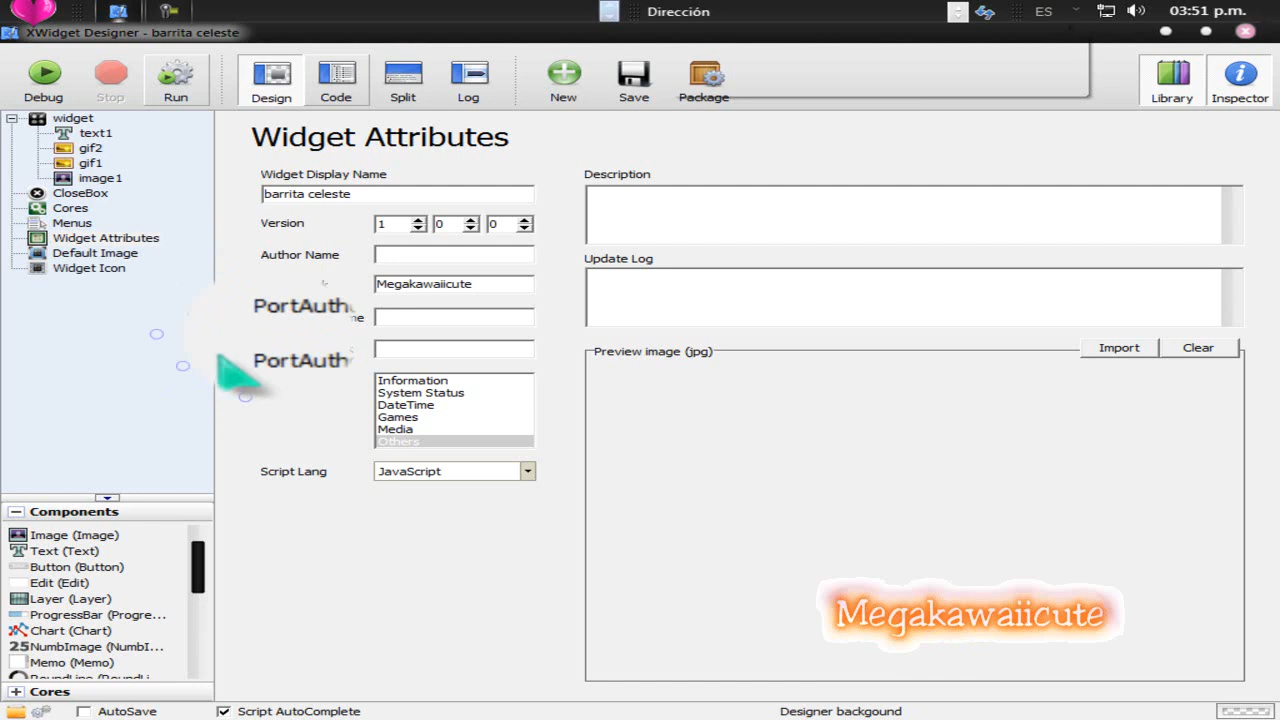 Dirección
ES
03:51 p.m.
XWidget Designer - barrita celeste
Debug
Stop
Run
Design
Code
Split
Log
New
Save
Package
Library
Inspector
widget
text1
gif2
gif1
image1
CloseBox
Cores
Menus
Widget Attributes
Default Image
Widget Icon
Widget Attributes
Widget Display Name
barrita celeste
Version
1
0
0
Author Name
Megakawaiicute
PortAuth
me
PortAuth
Information
System Status
DateTime
Games
Media
Others
Script Lang
JavaScript
Description
Update Log
Preview image (jpg)
Import
Clear
Megakawaiicute
Components
Image (Image)
Text (Text)
Button (Button)
Edit (Edit)
Layer (Layer)
ProgressBar (Progre...
Chart (Chart)
25 NumbImage (NumbI...
Memo (Memo)
Cores
AutoSave
Script AutoComplete
Designer backgound